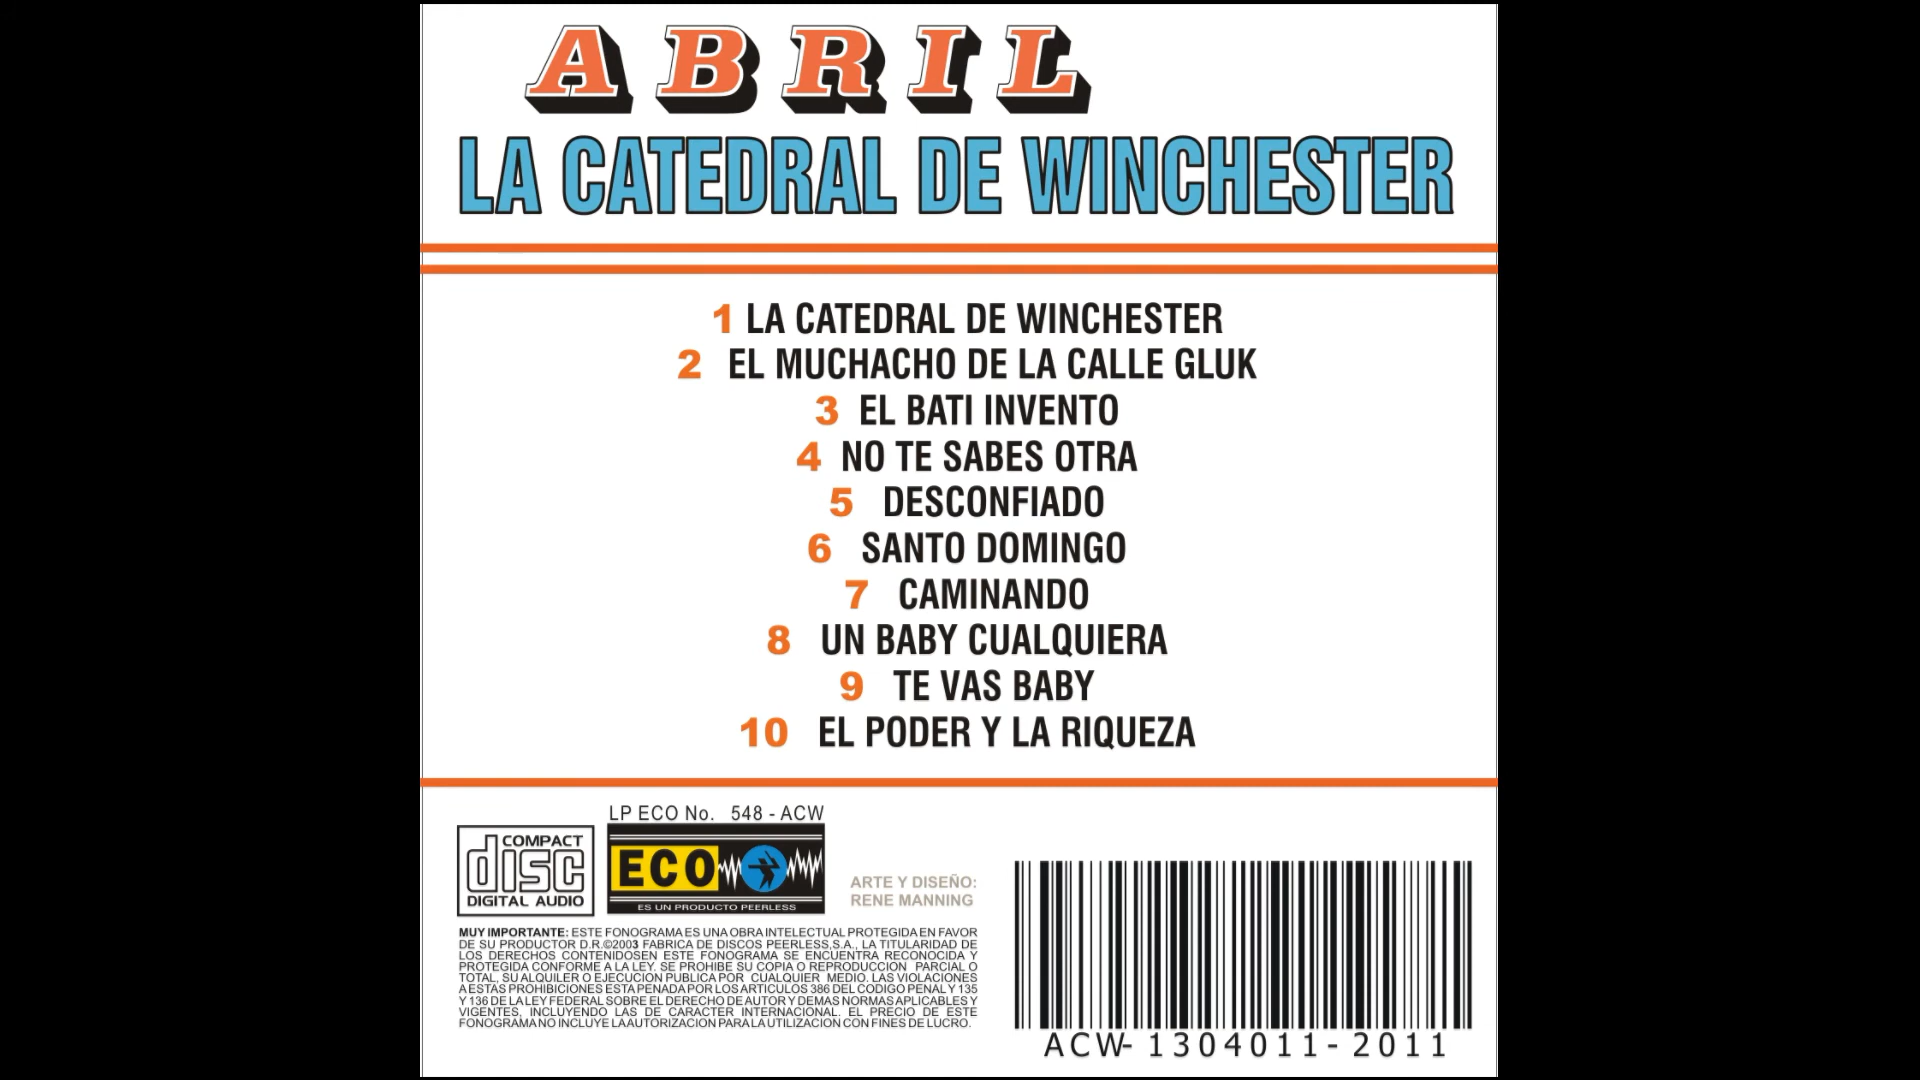 ABRIL
LA CATEDRAL DE WINCHESTER
1 LA CATEDRAL DE WINCHESTER
2 EL MUCHACHO DE LA CALLE GLUK
3 EL BATI INVENTO
4 NO TE SABES OTRA
5 DESCONFIADO
6 SANTO DOMINGO
7 CAMINANDO
8 UN BABY CUALQUIERA
9 TE VAS BABY
10 EL PODER Y LA RIQUEZA
LP ECO No. 548 - ACW
COMPACT
disc
DIGITAL AUDIO
ECO
ES UN PRODUCTO PEERLESS
ARTE Y DISEÑO:
RENE MANNING
MUY IMPORTANTE: ESTE FONOGRAMA ES UNA OBRA INTELECTUAL PROTEGIDA EN FAVOR
DE SU PRODUCTOR D.R.©2003 FABRICA DE DISCOS PEERLESS,S.A., LA TITULARIDAD DE
LOS DERECHOS CONTENIDOSEN ESTE FONOGRAMA SE ENCUENTRA RECONOCIDA Y
PROTEGIDA CONFORME A LA LEY. SE PROHIBE SU COPIA O REPRODUCCION PARCIAL O
TOTAL, SU ALQUILER O EJECUCION PUBLICA POR CUALQUIER MEDIO. LAS VIOLACIONES
A ESTAS PROHIBICIONES ESTA PENADA POR LOS ARTICULOS 386 DEL CODIGO PENAL Y 135
Y 136 DE LA LEY FEDERAL SOBRE EL DERECHO DE AUTOR Y DEMAS NORMAS APLICABLES Y
VIGENTES, INCLUYENDO LAS DE CARACTER INTERNACIONAL. EL PRECIO DE ESTE
FONOGRAMA NO INCLUYE LA AUTORIZACION PARA LA UTILIZACION CON FINES DE LUCRO.
ACW-1304011-2011